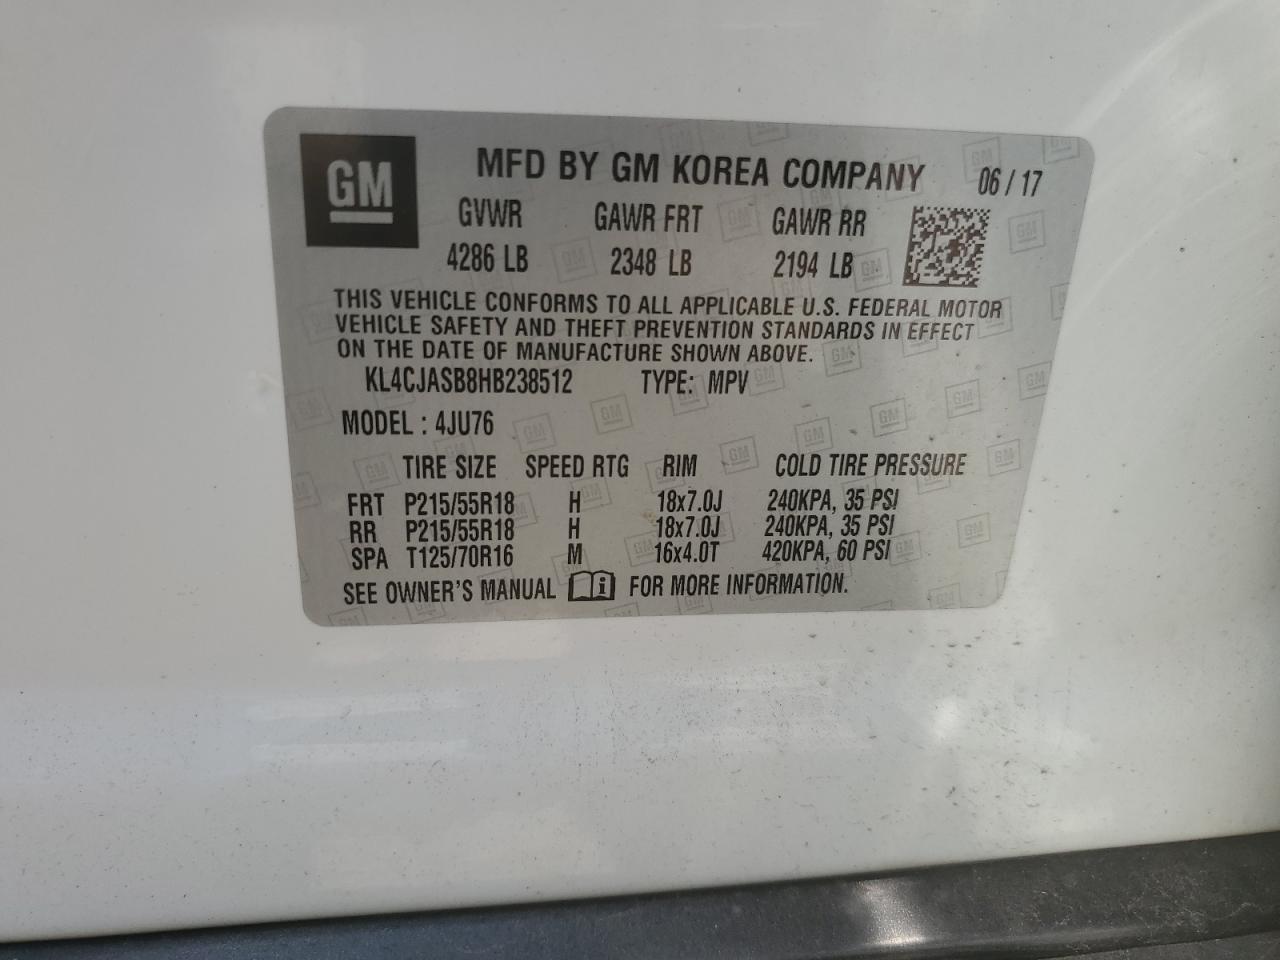 GM
MFD BY GM KOREA COMPANY 06 / 17
GVWR GAWR FRT GAWR RR
4286 LB 2348 LB 2194 LB
THIS VEHICLE CONFORMS TO ALL APPLICABLE U.S. FEDERAL MOTOR
VEHICLE SAFETY AND THEFT PREVENTION STANDARDS IN EFFECT
ON THE DATE OF MANUFACTURE SHOWN ABOVE.
KL4CJASB8HB238512 TYPE: MPV
MODEL : 4JU76
TIRE SIZE SPEED RTG RIM COLD TIRE PRESSURE
FRT P215/55R18 H 18x7.0J 240KPA, 35 PSI
RR P215/55R18 H 18x7.0J 240KPA, 35 PSI
SPA T125/70R16 M 16x4.0T 420KPA, 60 PSI
SEE OWNER'S MANUAL i FOR MORE INFORMATION.